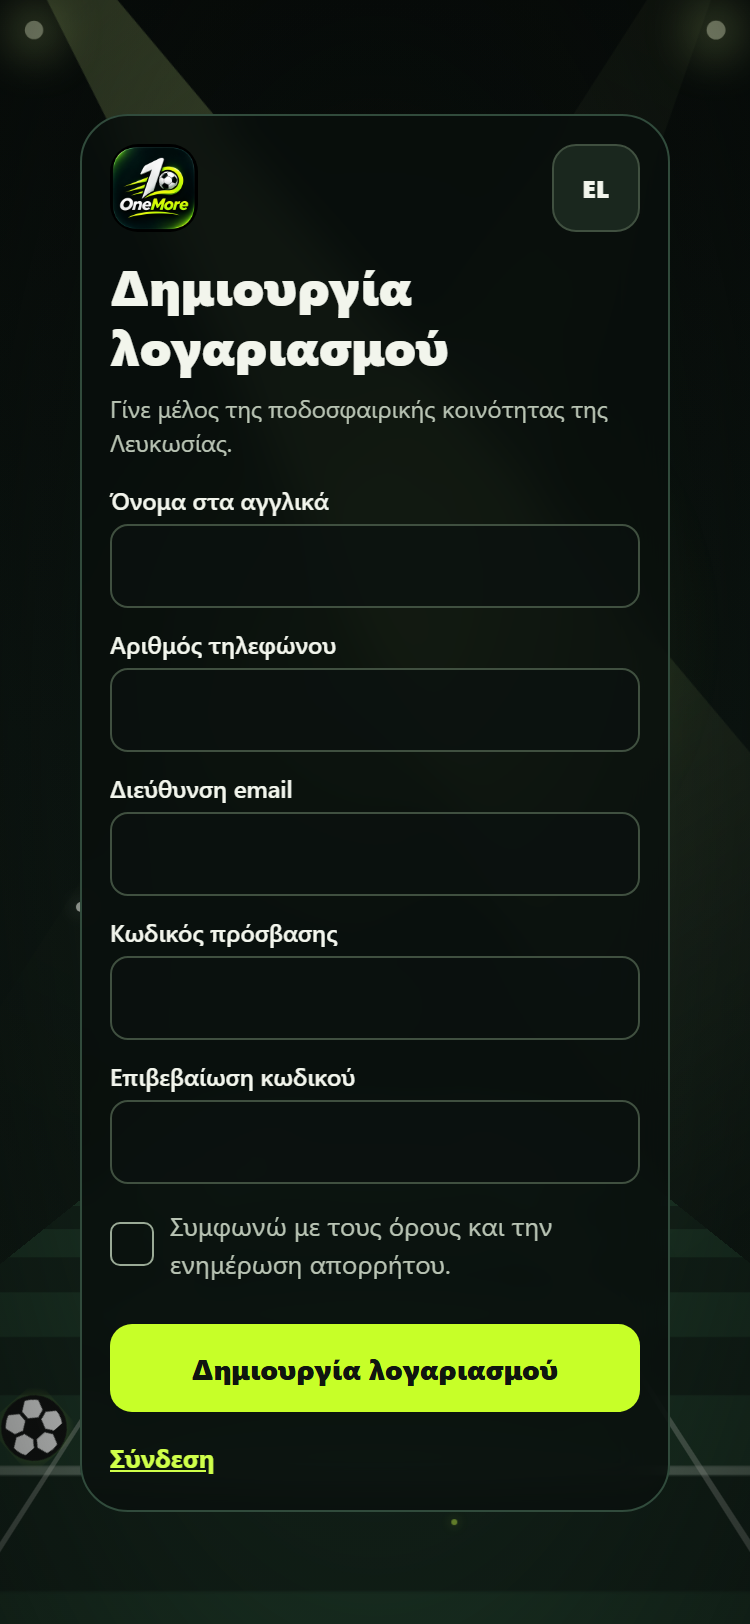 10
OneMore
EL
Δημιουργία
λογαριασμού
Γίνε μέλος της ποδοσφαιρικής κοινότητας της
Λευκωσίας.
Όνομα στα αγγλικά
Αριθμός τηλεφώνου
Διεύθυνση email
Κωδικός πρόσβασης
Επιβεβαίωση κωδικού
Συμφωνώ με τους όρους και την
ενημέρωση απορρήτου.
Δημιουργία λογαριασμού
Σύνδεση